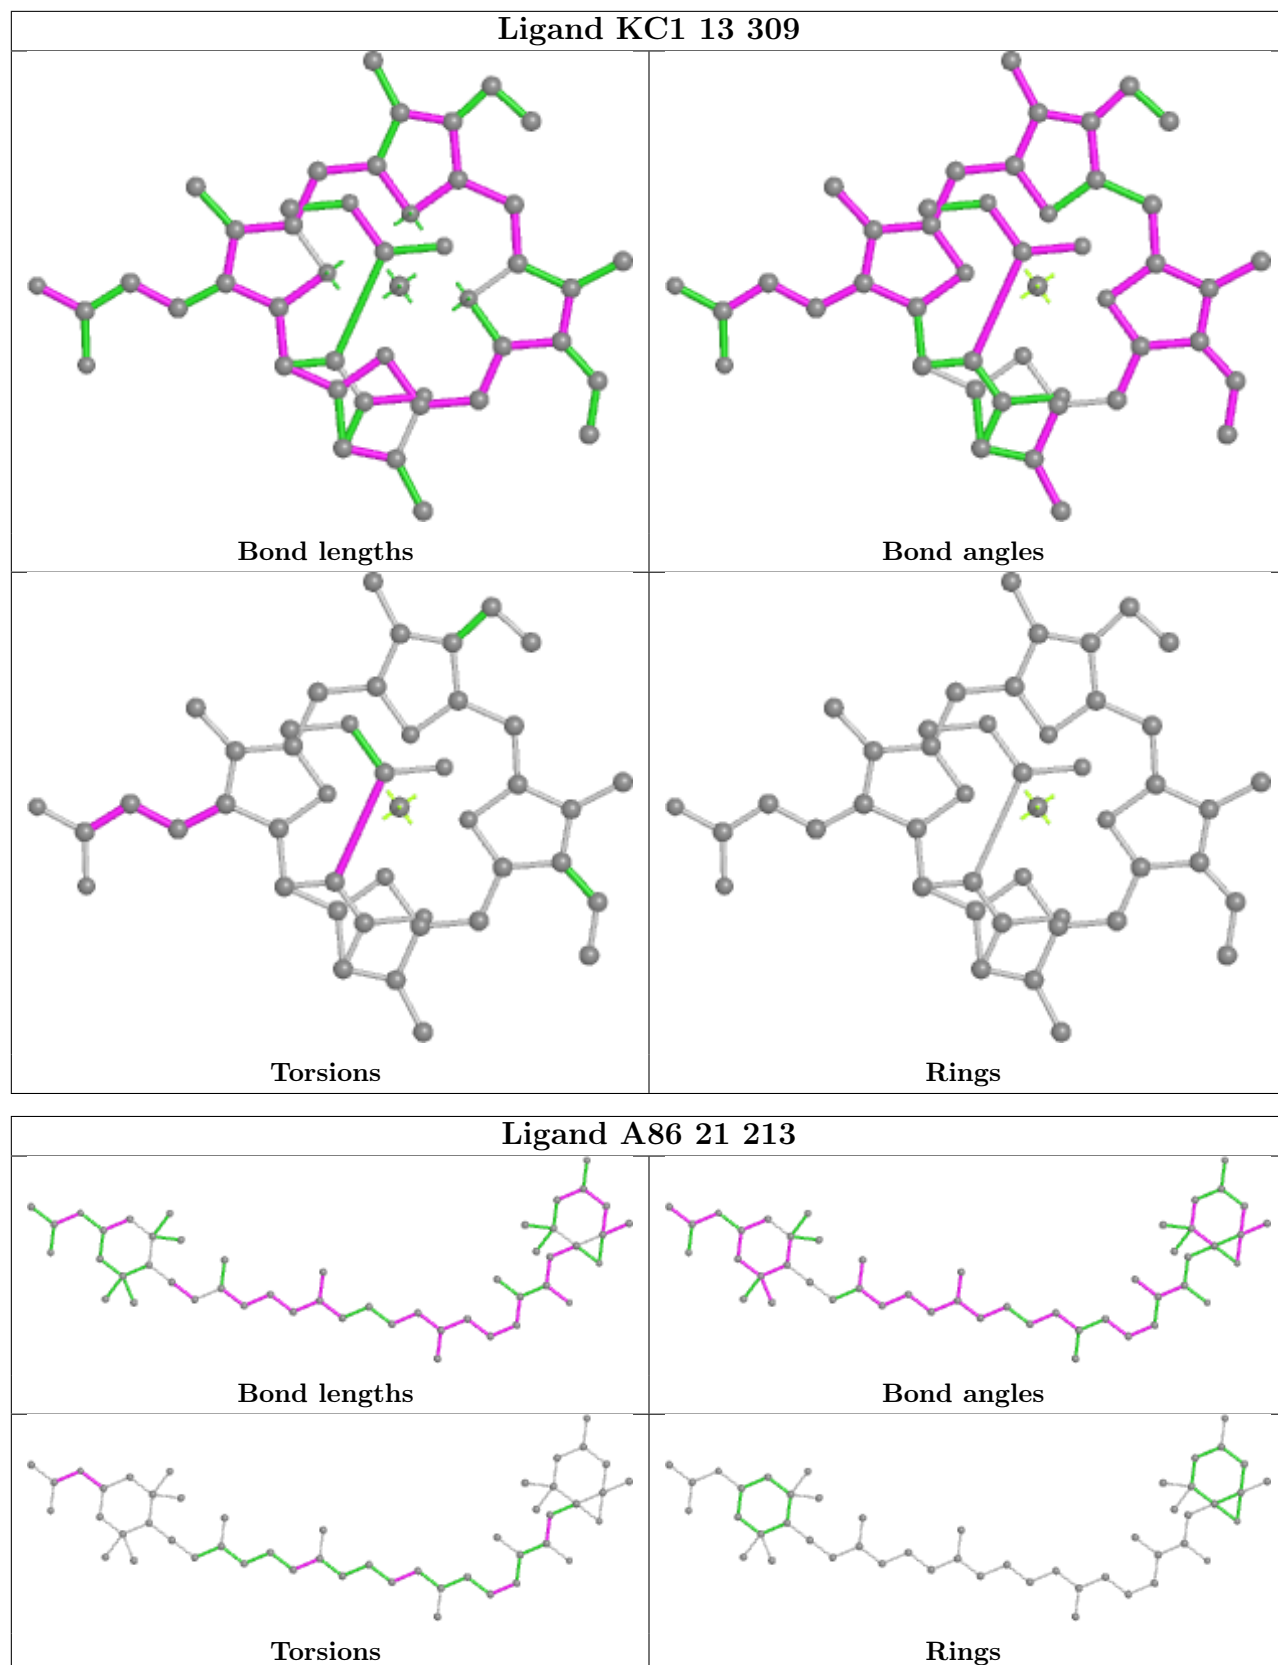 Ligand KC1 13 309
Bond lengths
Bond angles
Torsions
Rings
Ligand A86 21 213
Bond lengths
Bond angles
Torsions
Rings